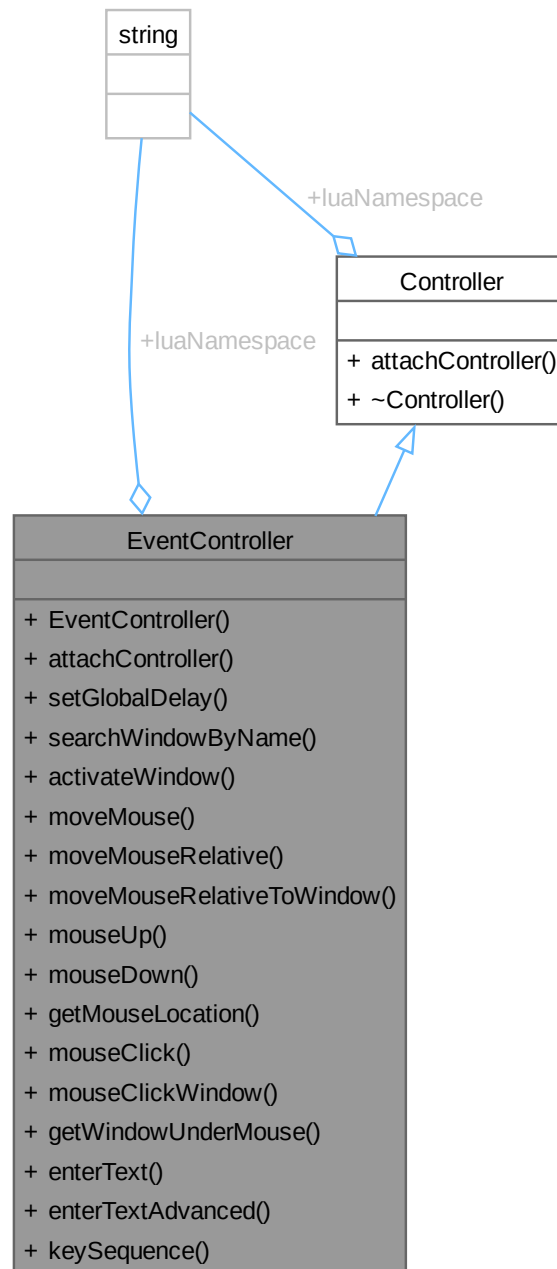 string
+luaNamespace
Controller
+luaNamespace
+ attachController()
+ ~Controller()
EventController
+ EventController()
+ attachController()
+ setGlobalDelay()
+ searchWindowByName()
+ activateWindow()
+ moveMouse()
+ moveMouseRelative()
+ moveMouseRelativeToWindow()
+ mouseUp()
+ mouseDown()
+ getMouseLocation()
+ mouseClick()
+ mouseClickWindow()
+ getWindowUnderMouse()
+ enterText()
+ enterTextAdvanced()
+ keySequence()